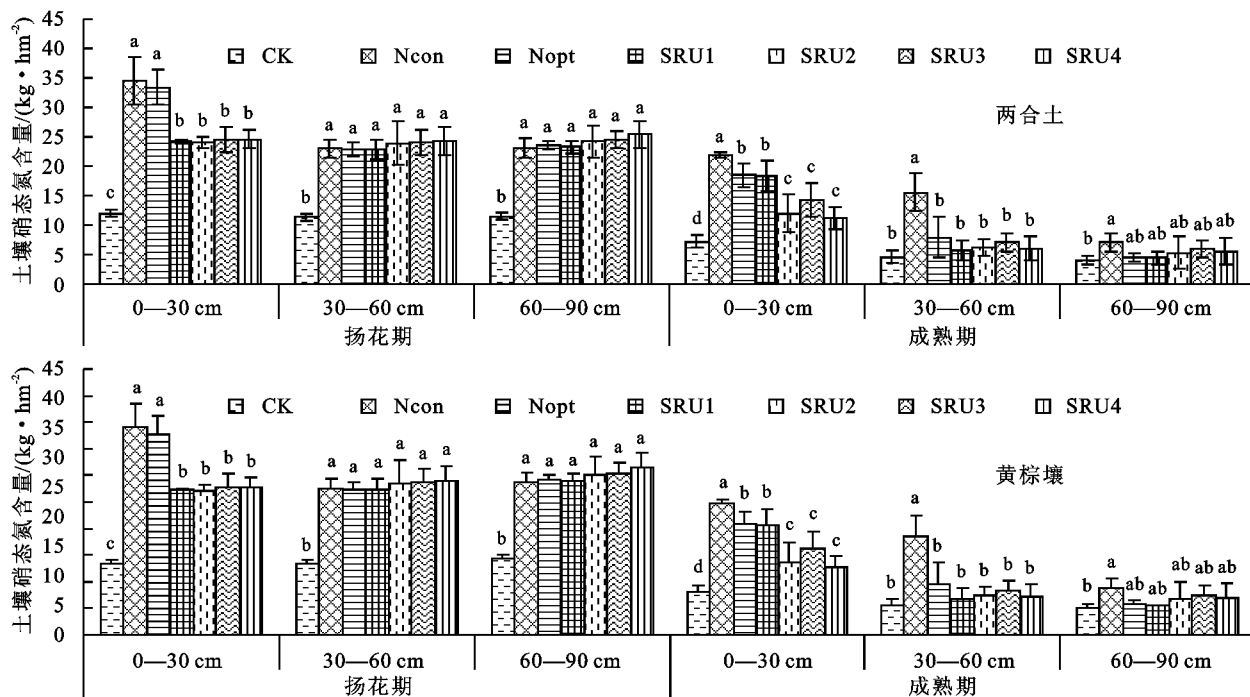 土壤硝态氮含量/(kg·hm⁻²)
45
40
35
30
25
20
15
10
5
0
CK Ncon Nopt SRU1 SRU2 SRU3 SRU4
两合土
c a a b b b b
b a a a a a a
b a a a a a a
d a b b c c c
b a b b b b b
b a ab ab ab ab ab
0—30 cm 30—60 cm 60—90 cm 0—30 cm 30—60 cm 60—90 cm
扬花期 成熟期
土壤硝态氮含量/(kg·hm⁻²)
45
40
35
30
25
20
15
10
5
0
CK Ncon Nopt SRU1 SRU2 SRU3 SRU4
黄棕壤
c a a b b b b
b a a a a a a
b a a a a a a
d a b b c c c
b a b b b b b
b a ab ab ab ab ab
0—30 cm 30—60 cm 60—90 cm 0—30 cm 30—60 cm 60—90 cm
扬花期 成熟期